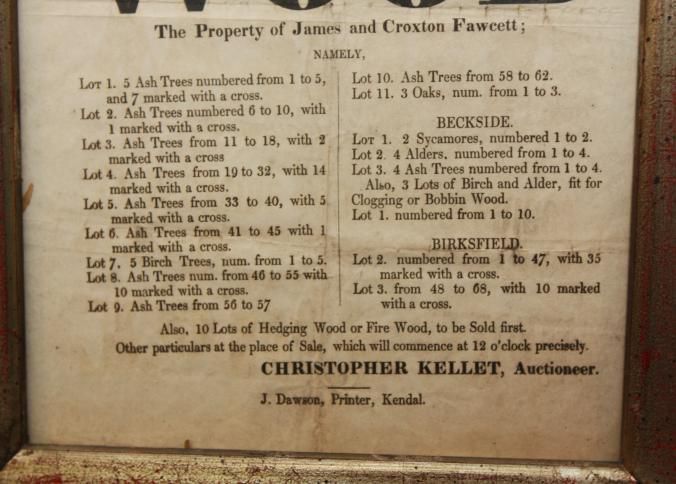 WOOD
The Property of James and Croxton Fawcett;
NAMELY,
LOT 1. 5 Ash Trees numbered from 1 to 5,
and 7 marked with a cross.
Lot 2. Ash Trees numbered 6 to 10, with
1 marked with a cross.
Lot 3. Ash Trees from 11 to 18, with 2
marked with a cross
Lot 4. Ash Trees from 19 to 32, with 14
marked with a cross.
Lot 5. Ash Trees from 33 to 40, with 5
marked with a cross.
Lot 6. Ash Trees from 41 to 45 with 1
marked with a cross.
Lot 7. 5 Birch Trees, num. from 1 to 5.
Lot 8. Ash Trees num. from 46 to 55 with
10 marked with a cross.
Lot 9. Ash Trees from 56 to 57
Lot 10. Ash Trees from 58 to 62.
Lot 11. 3 Oaks, num. from 1 to 3.
BECKSIDE.
LOT 1. 2 Sycamores, numbered 1 to 2.
Lot 2. 4 Alders, numbered from 1 to 4.
Lot 3. 4 Ash Trees numbered from 1 to 4.
Also, 3 Lots of Birch and Alder, fit for
Clogging or Bobbin Wood.
Lot 1. numbered from 1 to 10.
BIRKSFIELD.
Lot 2. numbered from 1 to 47, with 35
marked with a cross.
Lot 3. from 48 to 68, with 10 marked
with a cross.
Also, 10 Lots of Hedging Wood or Fire Wood, to be Sold first.
Other particulars at the place of Sale, which will commence at 12 o'clock precisely.
CHRISTOPHER KELLET, Auctioneer.
J. Dawson, Printer, Kendal.